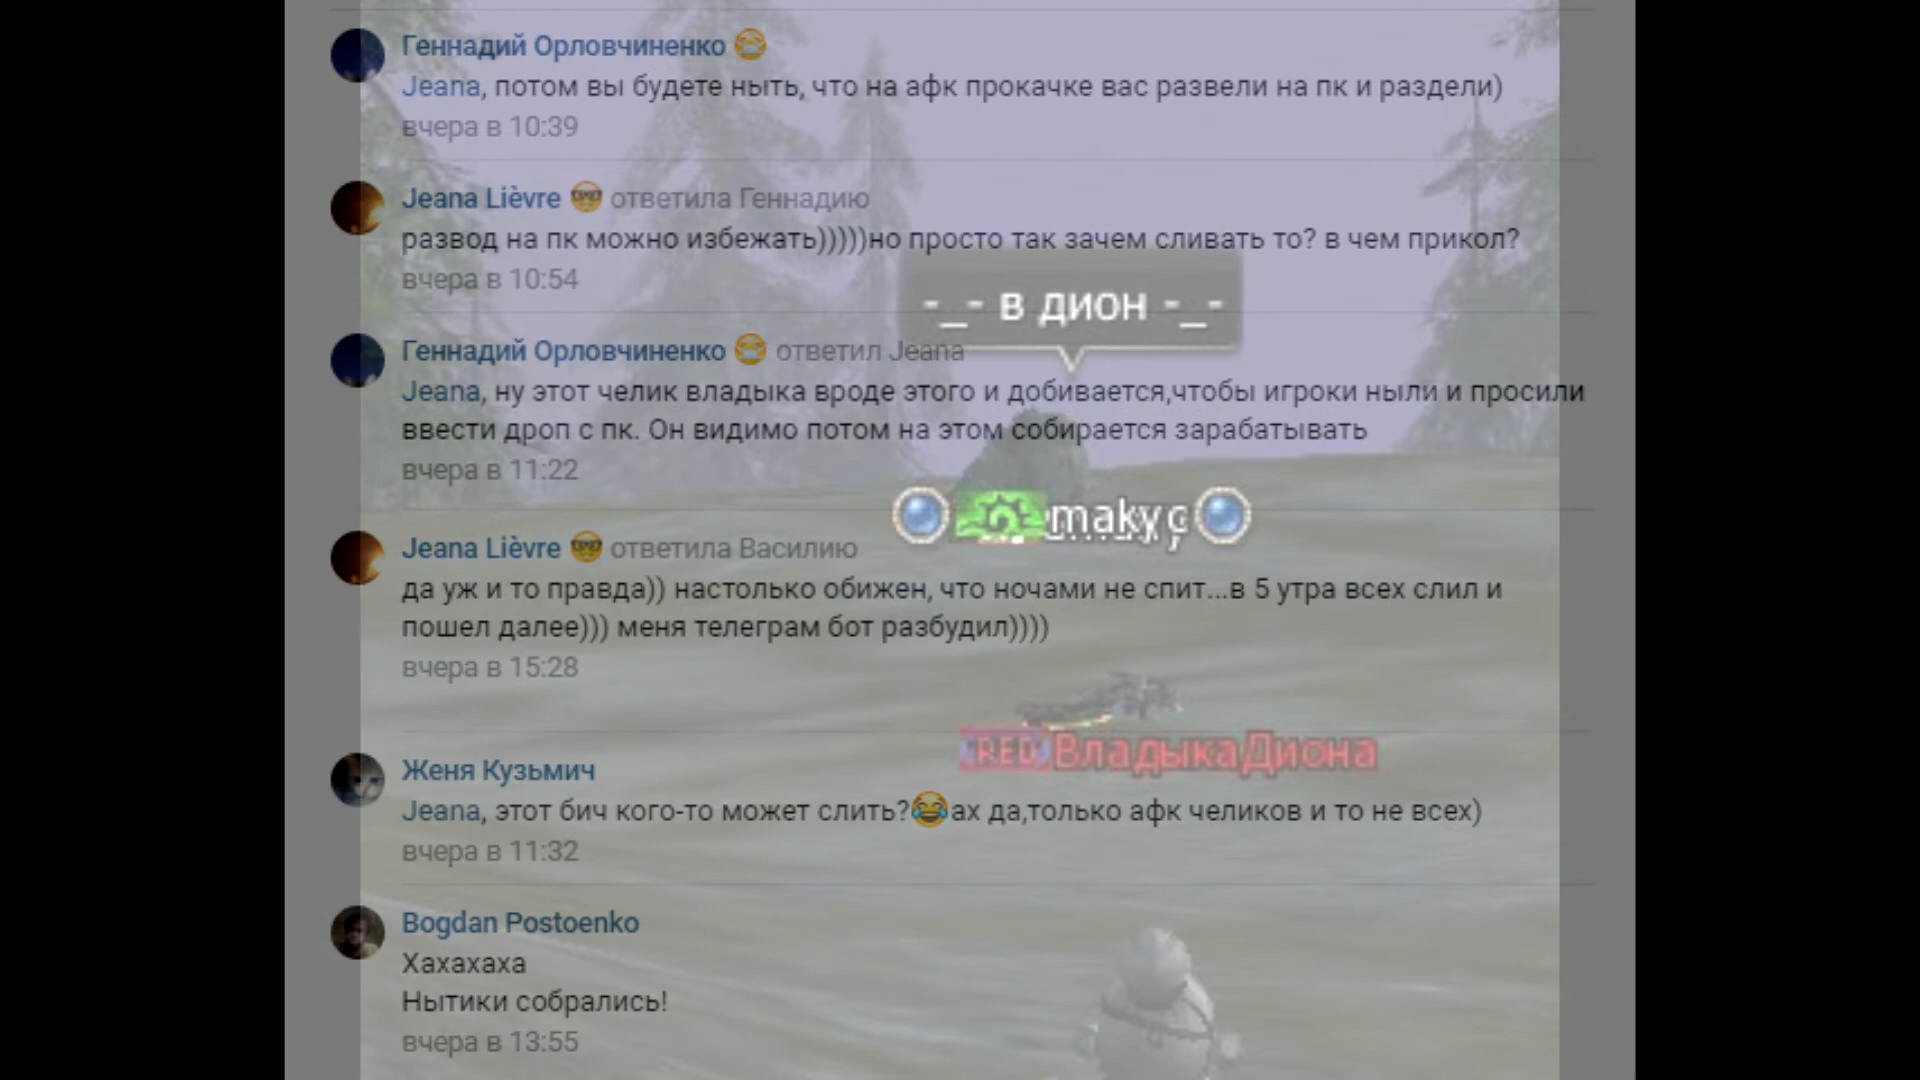 Геннадий Орловчиненко 😂
Jeana, потом вы будете ныть, что на афк прокачке вас развели на пк и раздели)
вчера в 10:39
Jeana Lièvre 🤓 ответила Геннадию
развод на пк можно избежать)))))но просто так зачем сливать то? в чем прикол?
вчера в 10:54
-_- в дион -_-
Геннадий Орловчиненко 😂 ответил Jeana
Jeana, ну этот челик владыка вроде этого и добивается,чтобы игроки ныли и просили
ввести дроп с пк. Он видимо потом на этом собирается зарабатывать
вчера в 11:22
Jeana Lièvre 🤓 ответила Василию
да уж и то правда)) настолько обижен, что ночами не спит...в 5 утра всех слил и
пошел далее))) меня телеграм бот разбудил))))
вчера в 15:28
RED ВладыкаДиона
Женя Кузьмич
Jeana, этот бич кого-то может слить?😂ах да,только афк челиков и то не всех)
вчера в 11:32
Bogdan Postoenko
Хахахаха
Нытики собрались!
вчера в 13:55